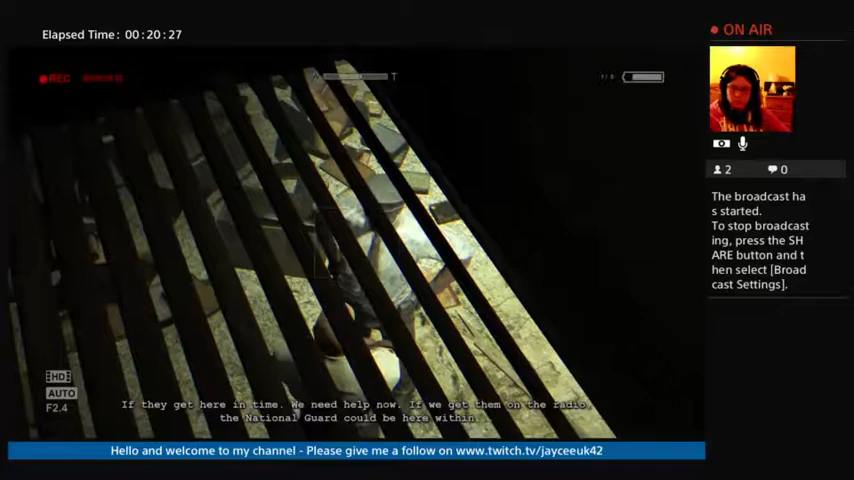 Elapsed Time: 00:20:27
ON AIR
REC
A T
HD
AUTO
F2.4
If they get here in time. We need help now. If we get them on the radio,
the National Guard could be here within...
Hello and welcome to my channel - Please give me a follow on www.twitch.tv/jayceeuk42
2 0
The broadcast ha
s started.
To stop broadcast
ing, press the SH
ARE button and t
hen select [Broad
cast Settings].